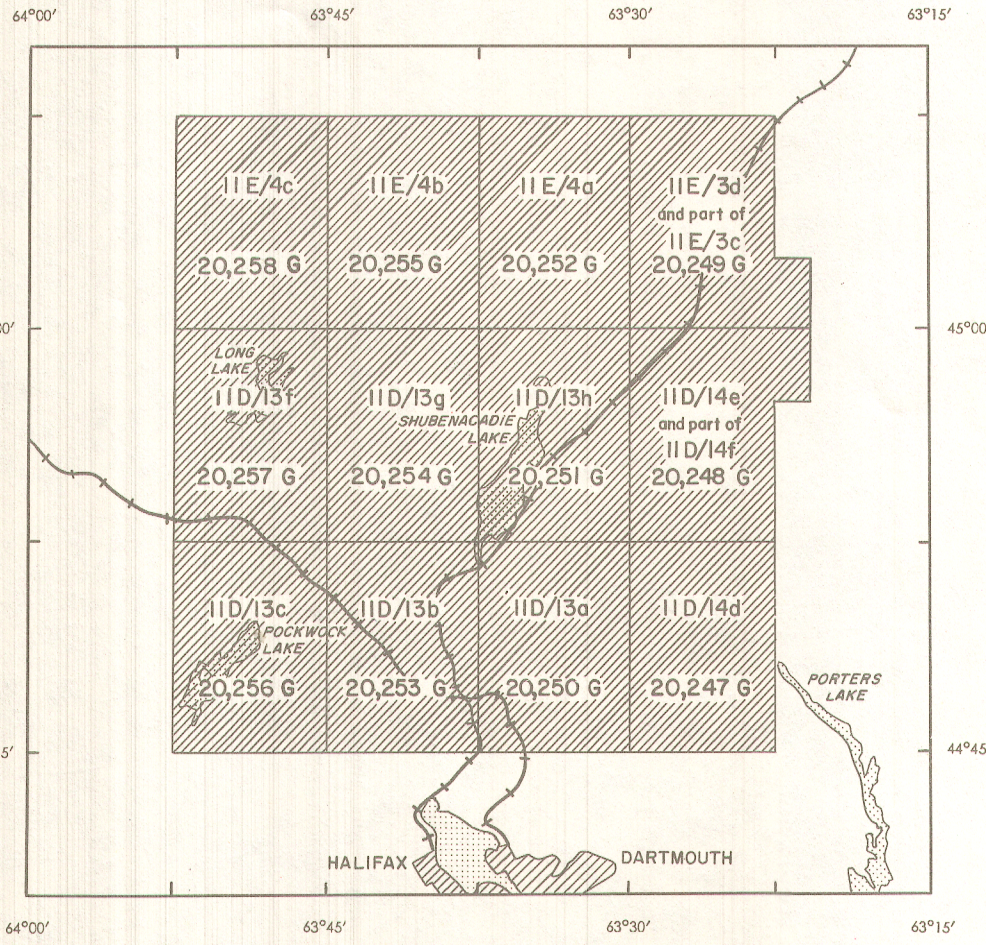 64°00′ 63°45′ 63°30′ 63°15′
11E/4c 11E/4b 11E/4a 11E/3d
and part of
11E/3c
20,258 G 20,255 G 20,252 G 20,249 G
00′ 45°00′
LONG
LAKE
11D/13f 11D/13g 11D/13h 11D/14e
SHUBENACADIE
LAKE
and part of
11D/14f
20,257 G 20,254 G 20,251 G 20,248 G
11D/13c 11D/13b 11D/13a 11D/14d
POCKWOCK
LAKE
20,256 G 20,253 G 20,250 G 20,247 G
PORTERS
LAKE
5′ 44°45
HALIFAX DARTMOUTH
64°00′ 63°45′ 63°30′ 63°15′